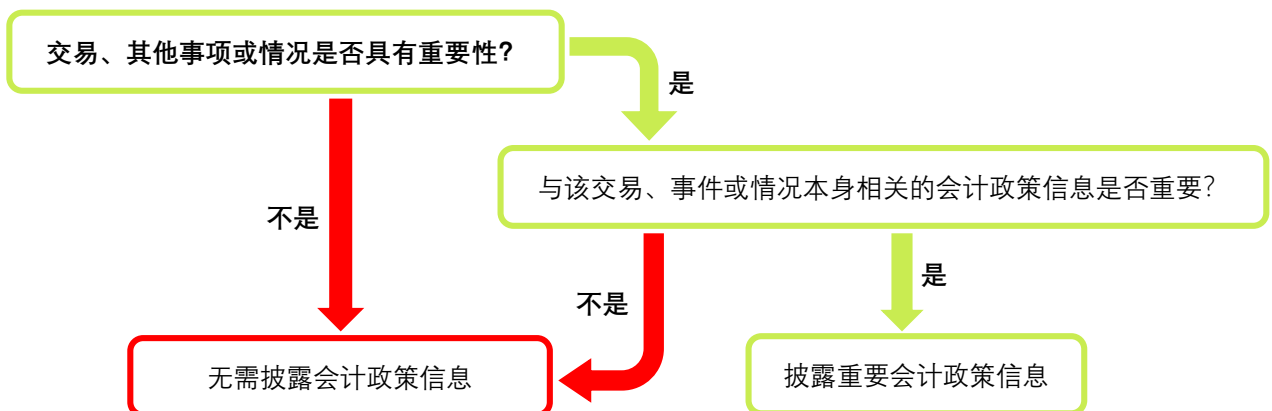 交易、其他事项或情况是否具有重要性?
是
与该交易、事件或情况本身相关的会计政策信息是否重要?
不是
不是
是
无需披露会计政策信息
披露重要会计政策信息